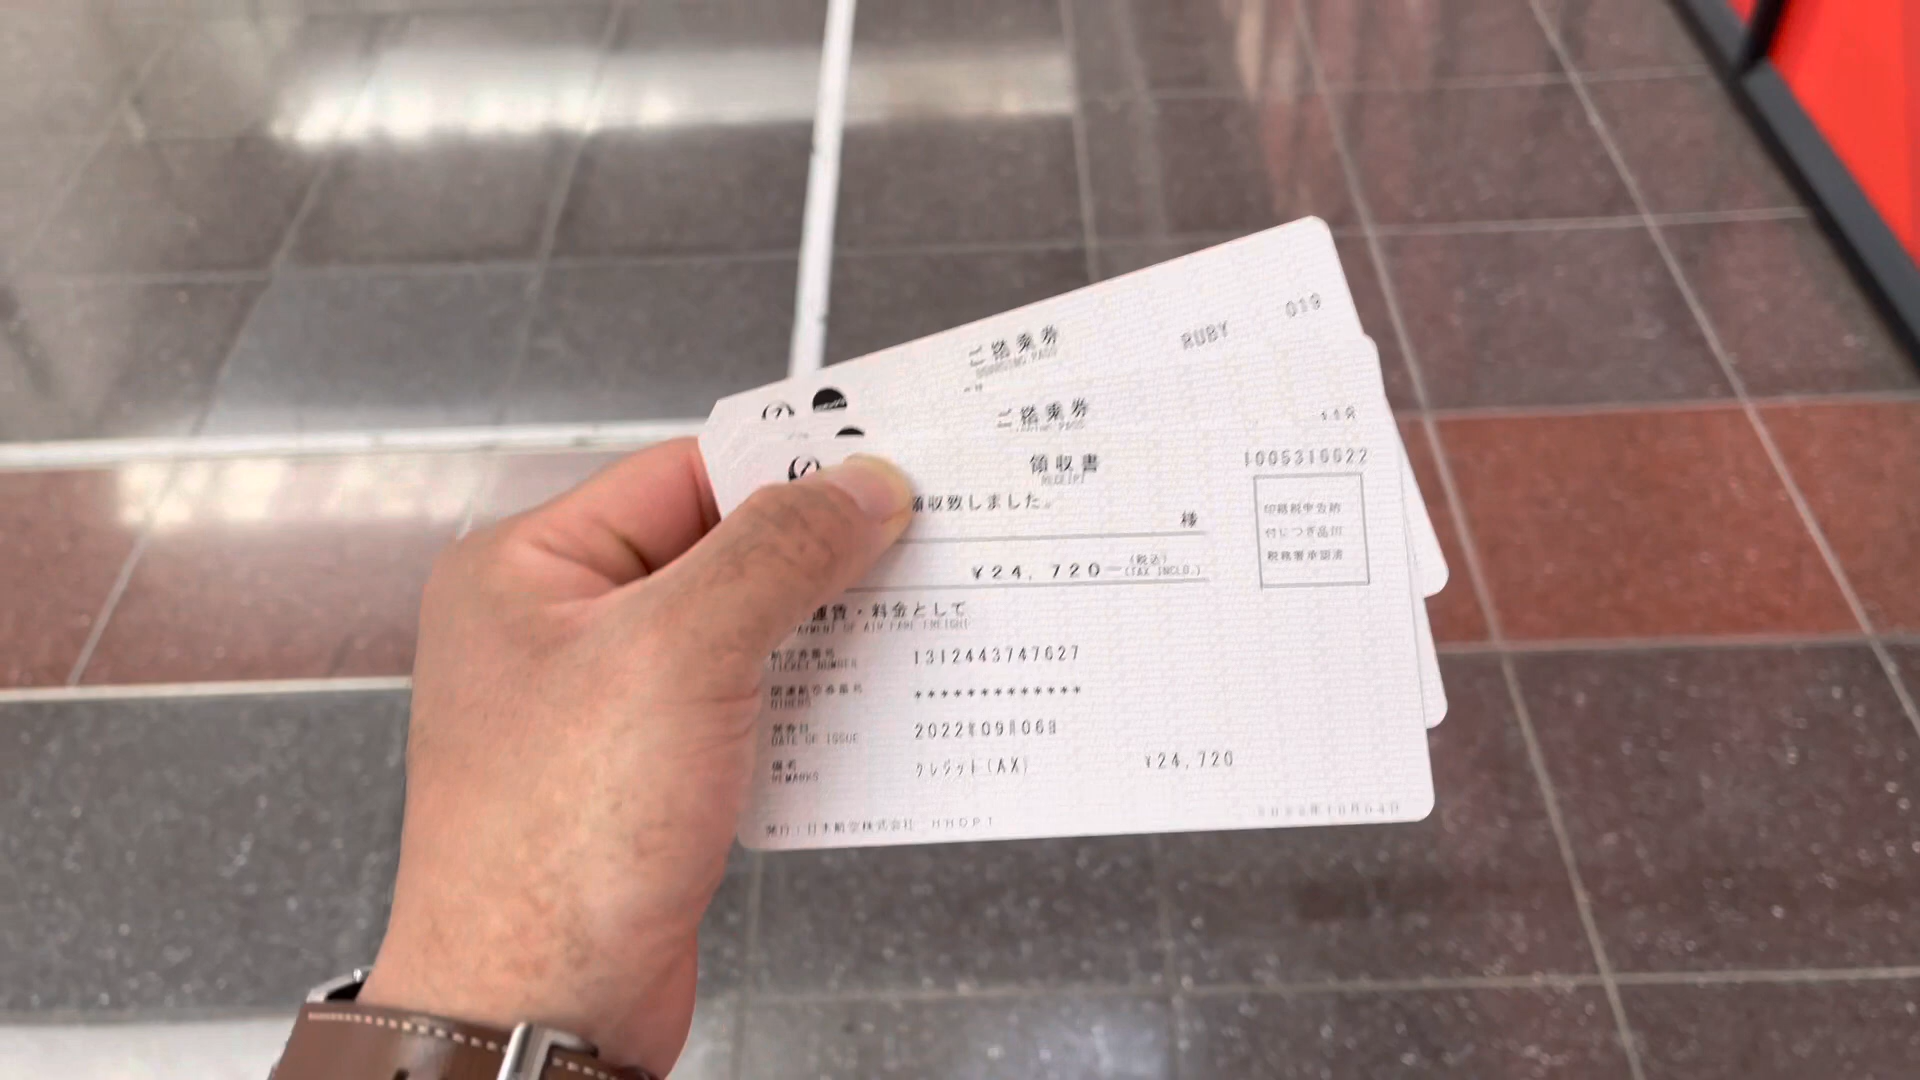 ご搭乗券
BOARDING PASS
RUBY 019
ご搭乗券
領収書
RECEIPT
1005316622
領収致しました。
様
印紙税申告納
付につき品川
税務署承認済
¥24,720-(税込)
(TAX INCLD.)
運賃・料金として
PAYMENT OF AIR FARE FREIGHT
航空券番号 1312443747627
TICKET NUMBER
関連航空券番号 *************
OTHERS
発券日 2022年09月06日
DATE OF ISSUE
備考 クレジット(AX) ¥24,720
REMARKS
発行:日本航空株式会社